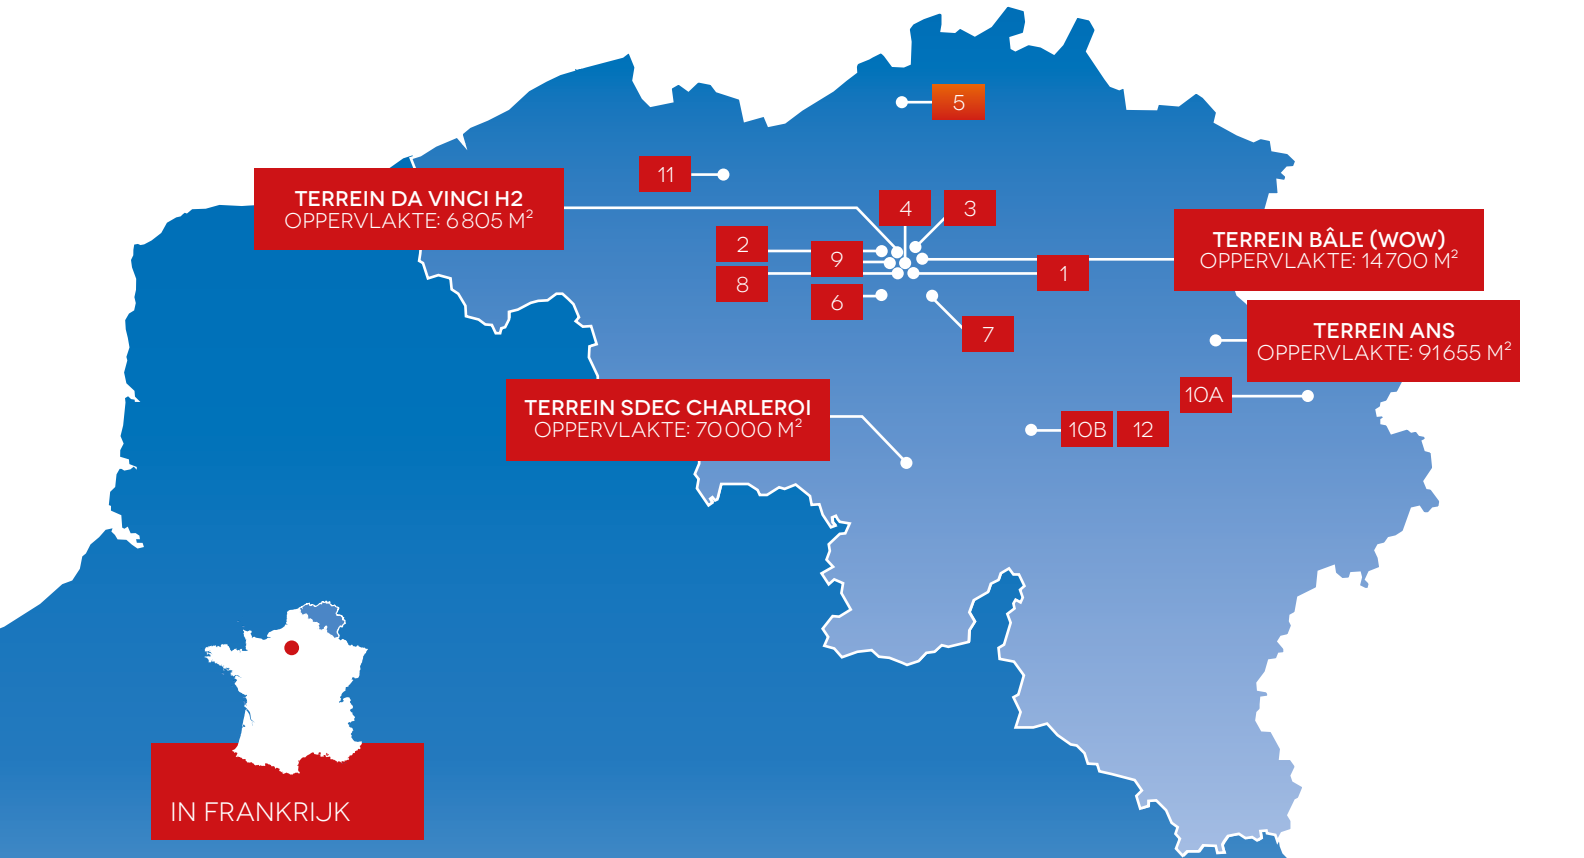 5
11
TERREIN DA VINCI H2
OPPERVLAKTE: 6805 M²
4
3
2
9
8
6
1
7
TERREIN BÂLE (WOW)
OPPERVLAKTE: 14700 M²
TERREIN ANS
OPPERVLAKTE: 91655 M²
10A
TERREIN SDEC CHARLEROI
OPPERVLAKTE: 70000 M²
10B
12
IN FRANKRIJK